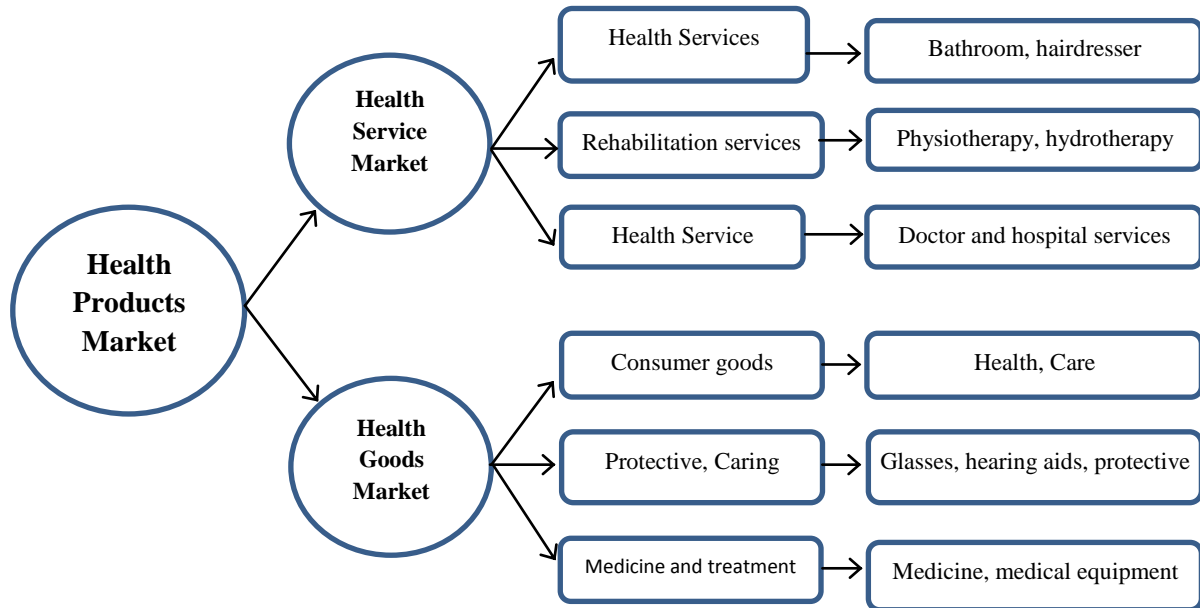 Health
Products
Market
Health
Service
Market
Health Services
Bathroom, hairdresser
Rehabilitation services
Physiotherapy, hydrotherapy
Health Service
Doctor and hospital services
Health
Goods
Market
Consumer goods
Health, Care
Protective, Caring
Glasses, hearing aids, protective
Medicine and treatment
Medicine, medical equipment